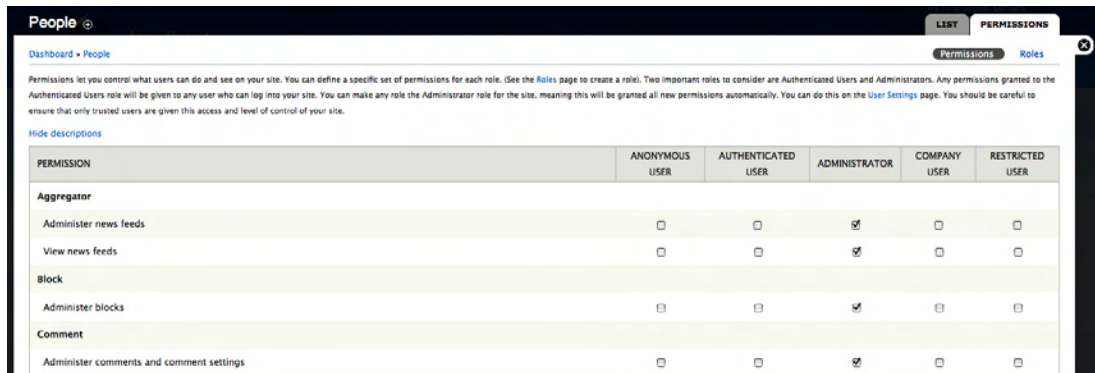 People
LIST PERMISSIONS
Dashboard » People
Permissions Roles
Permissions let you control what users can do and see on your site. You can define a specific set of permissions for each role. (See the Roles page to create a role). Two important roles to consider are Authenticated Users and Administrators. Any permissions granted to the
Authenticated Users role will be given to any user who can log into your site. You can make any role the Administrator role for the site, meaning this will be granted all new permissions automatically. You can do this on the User Settings page. You should be careful to
ensure that only trusted users are given this access and level of control of your site.
Hide descriptions
PERMISSION ANONYMOUS USER AUTHENTICATED USER ADMINISTRATOR COMPANY USER RESTRICTED USER
Aggregator
Administer news feeds
View news feeds
Block
Administer blocks
Comment
Administer comments and comment settings